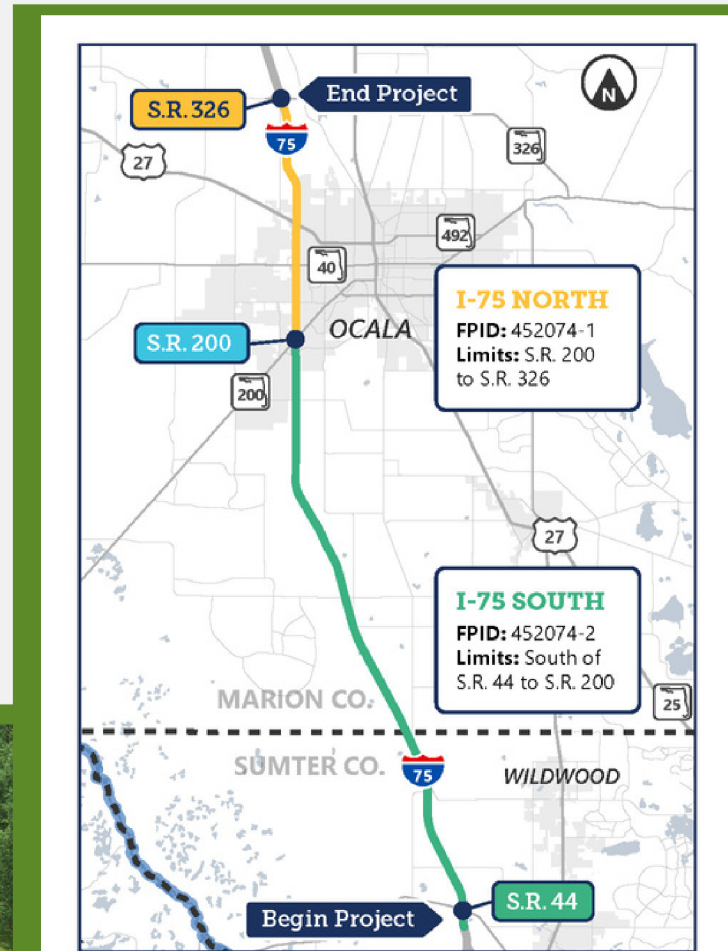 End Project
S.R. 326
N
75
27
326
492
40
I-75 NORTH
FPID: 452074-1
Limits: S.R. 200
to S.R. 326
OCALA
S.R. 200
200
27
I-75 SOUTH
FPID: 452074-2
Limits: South of
S.R. 44 to S.R. 200
MARION CO.
25
SUMTER CO.
75
WILDWOOD
S.R. 44
Begin Project